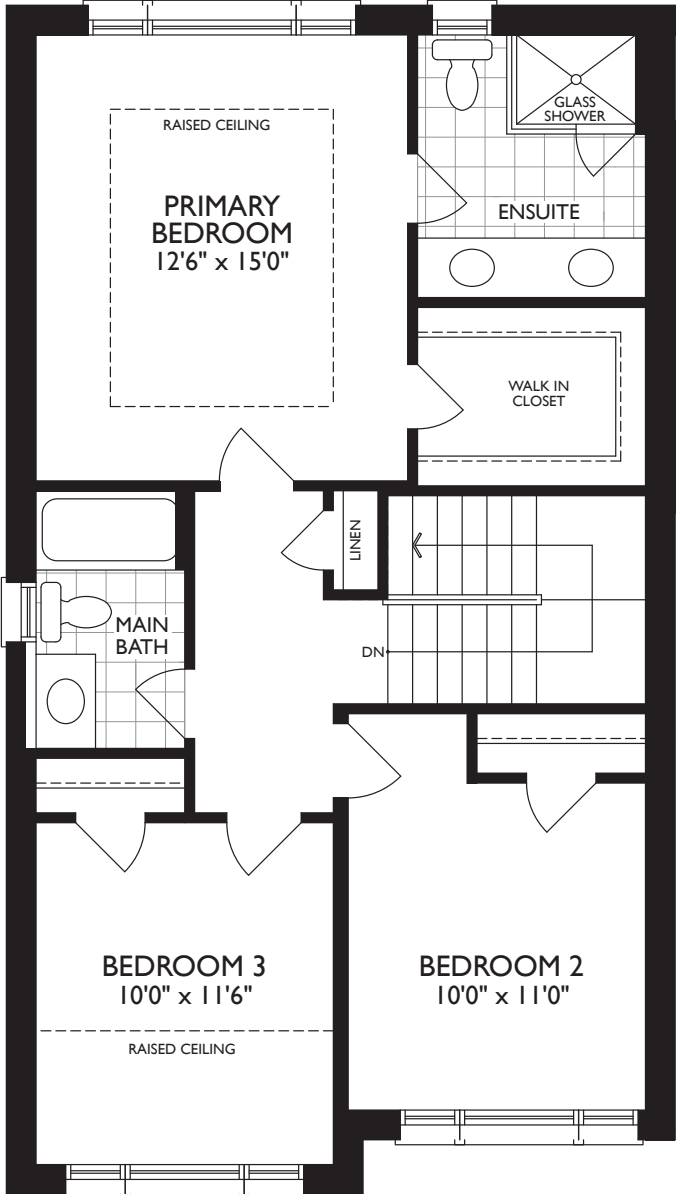 RAISED CEILING
PRIMARY
BEDROOM
12'6" x 15'0"
GLASS
SHOWER
ENSUITE
WALK IN
CLOSET
LINEN
MAIN
BATH
DN
BEDROOM 3
10'0" x 11'6"
RAISED CEILING
BEDROOM 2
10'0" x 11'0"